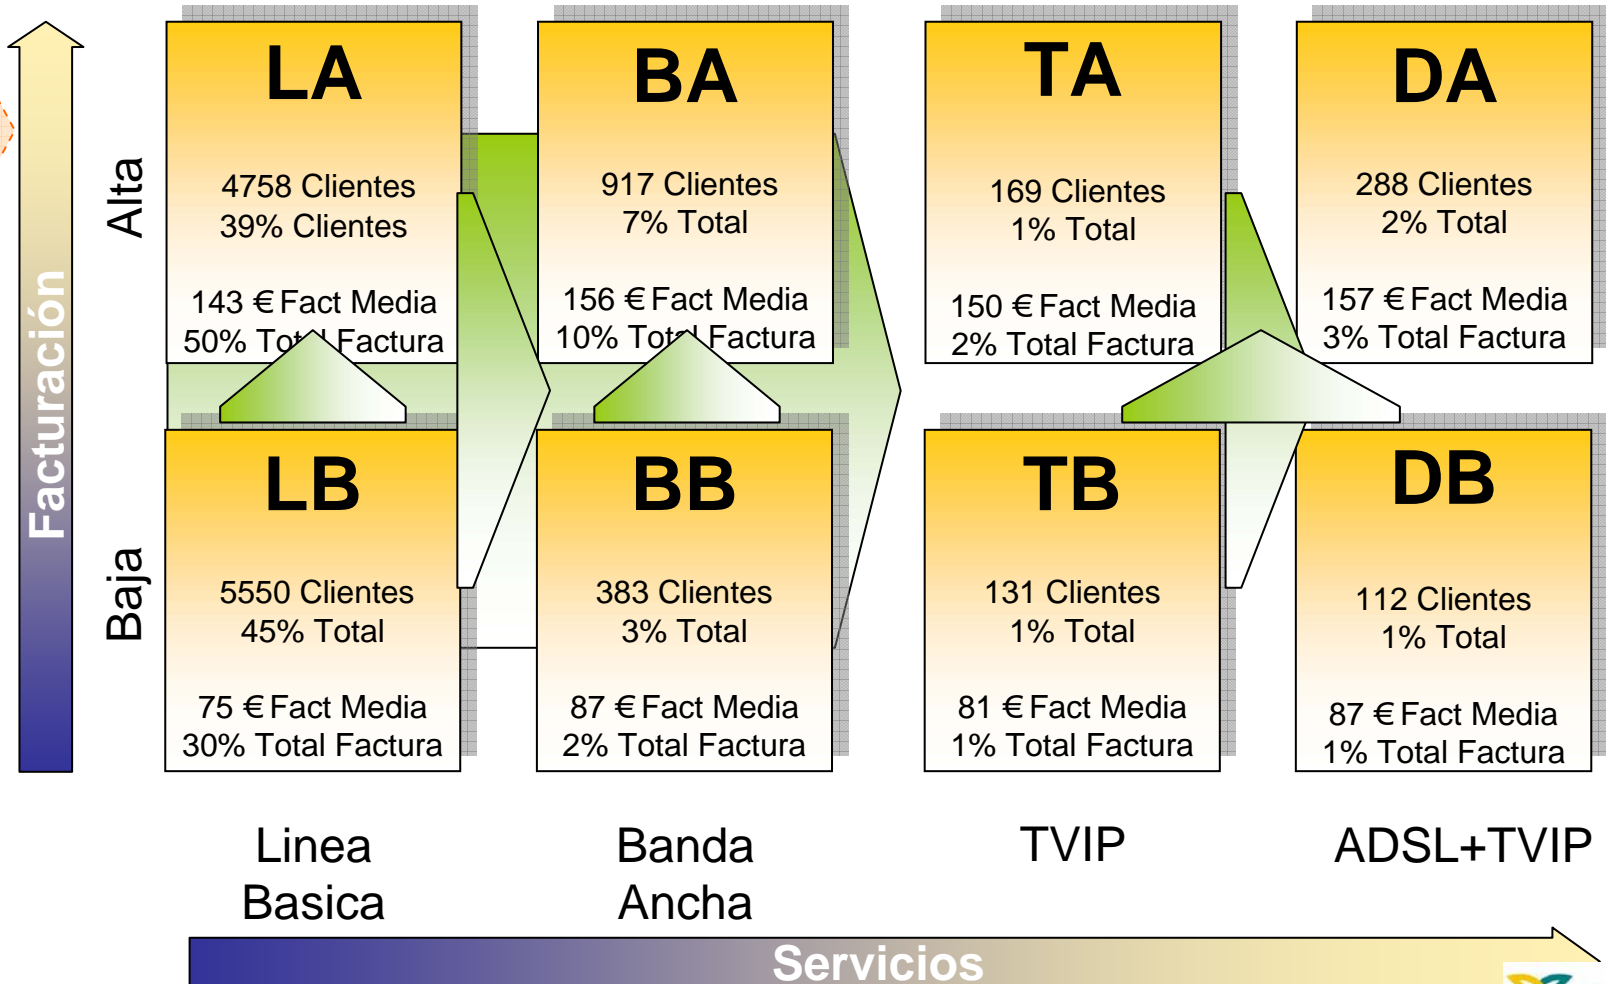 Facturación
Alta
Baja
LA
4758 Clientes
39% Clientes
143 € Fact Media
50% Total Factura
BA
917 Clientes
7% Total
156 € Fact Media
10% Total Factura
TA
169 Clientes
1% Total
150 € Fact Media
2% Total Factura
DA
288 Clientes
2% Total
157 € Fact Media
3% Total Factura
LB
5550 Clientes
45% Total
75 € Fact Media
30% Total Factura
BB
383 Clientes
3% Total
87 € Fact Media
2% Total Factura
TB
131 Clientes
1% Total
81 € Fact Media
1% Total Factura
DB
112 Clientes
1% Total
87 € Fact Media
1% Total Factura
Linea
Basica
Banda
Ancha
TVIP
ADSL+TVIP
Servicios